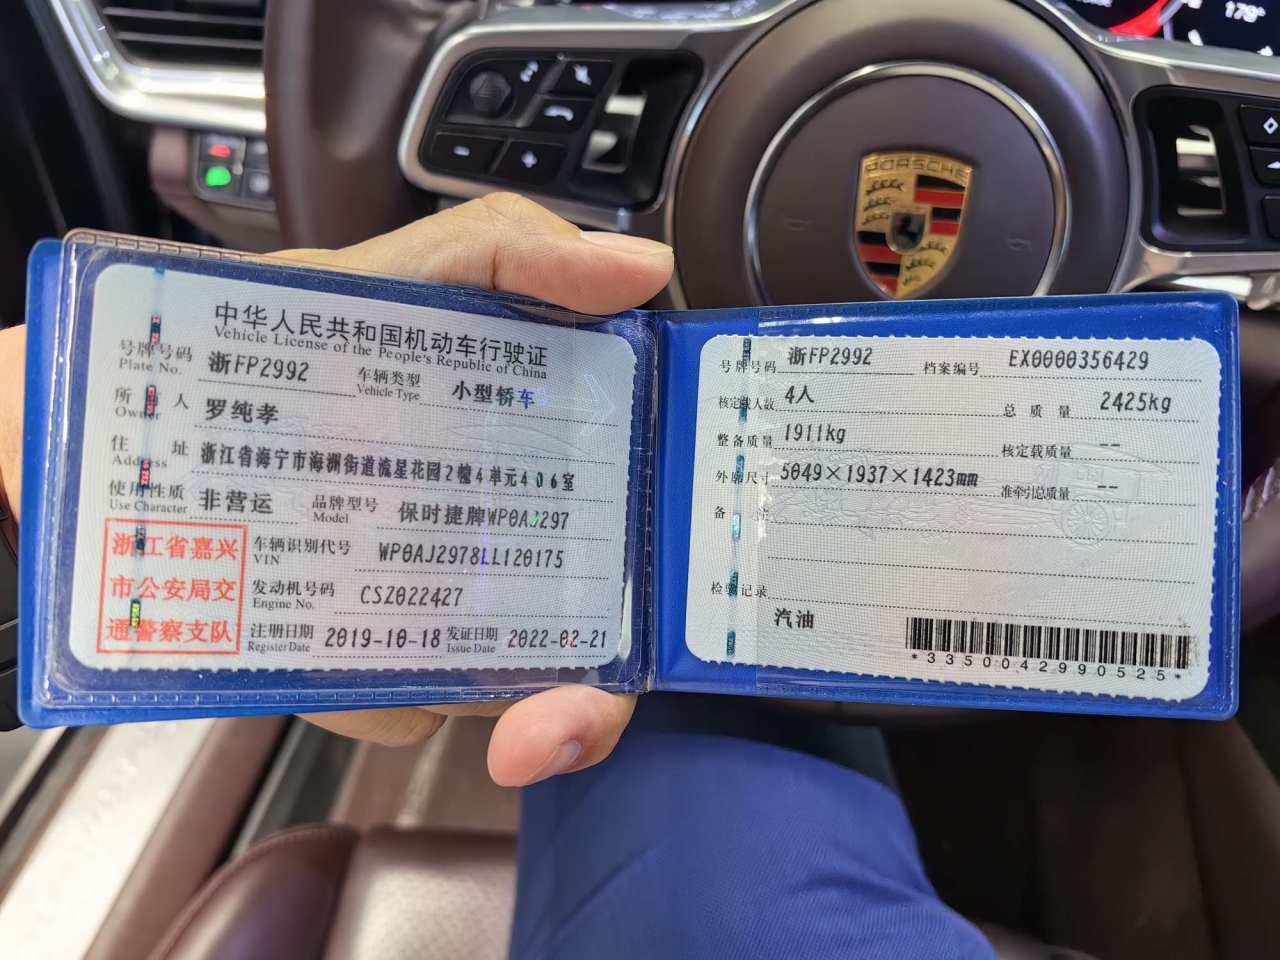 179°
PORSCHE
中华人民共和国机动车行驶证
Vehicle License of the People's Republic of China
号牌号码 浙FP2992 车辆类型 小型轿车
Plate No. Vehicle Type
所有人 罗纯孝
Owner
住址 浙江省海宁市海洲街道流星花园2幢4单元406室
Address
使用性质 非营运 品牌型号 保时捷牌WP0AJ297
Use Character Model
浙江省嘉兴
市公安局交
通警察支队
车辆识别代号 WP0AJ2978LL120175
VIN
发动机号码 CSZ022427
Engine No.
注册日期 2019-10-18 发证日期 2022-02-21
Register Date Issue Date
号牌号码 浙FP2992 档案编号 EX0000356429
核定载人数 4人 总质量 2425kg
整备质量 1911kg 核定载质量 --
外廓尺寸 5049×1937×1423mm 准牵引总质量 --
备注
检验记录
汽油
*3350042990525*